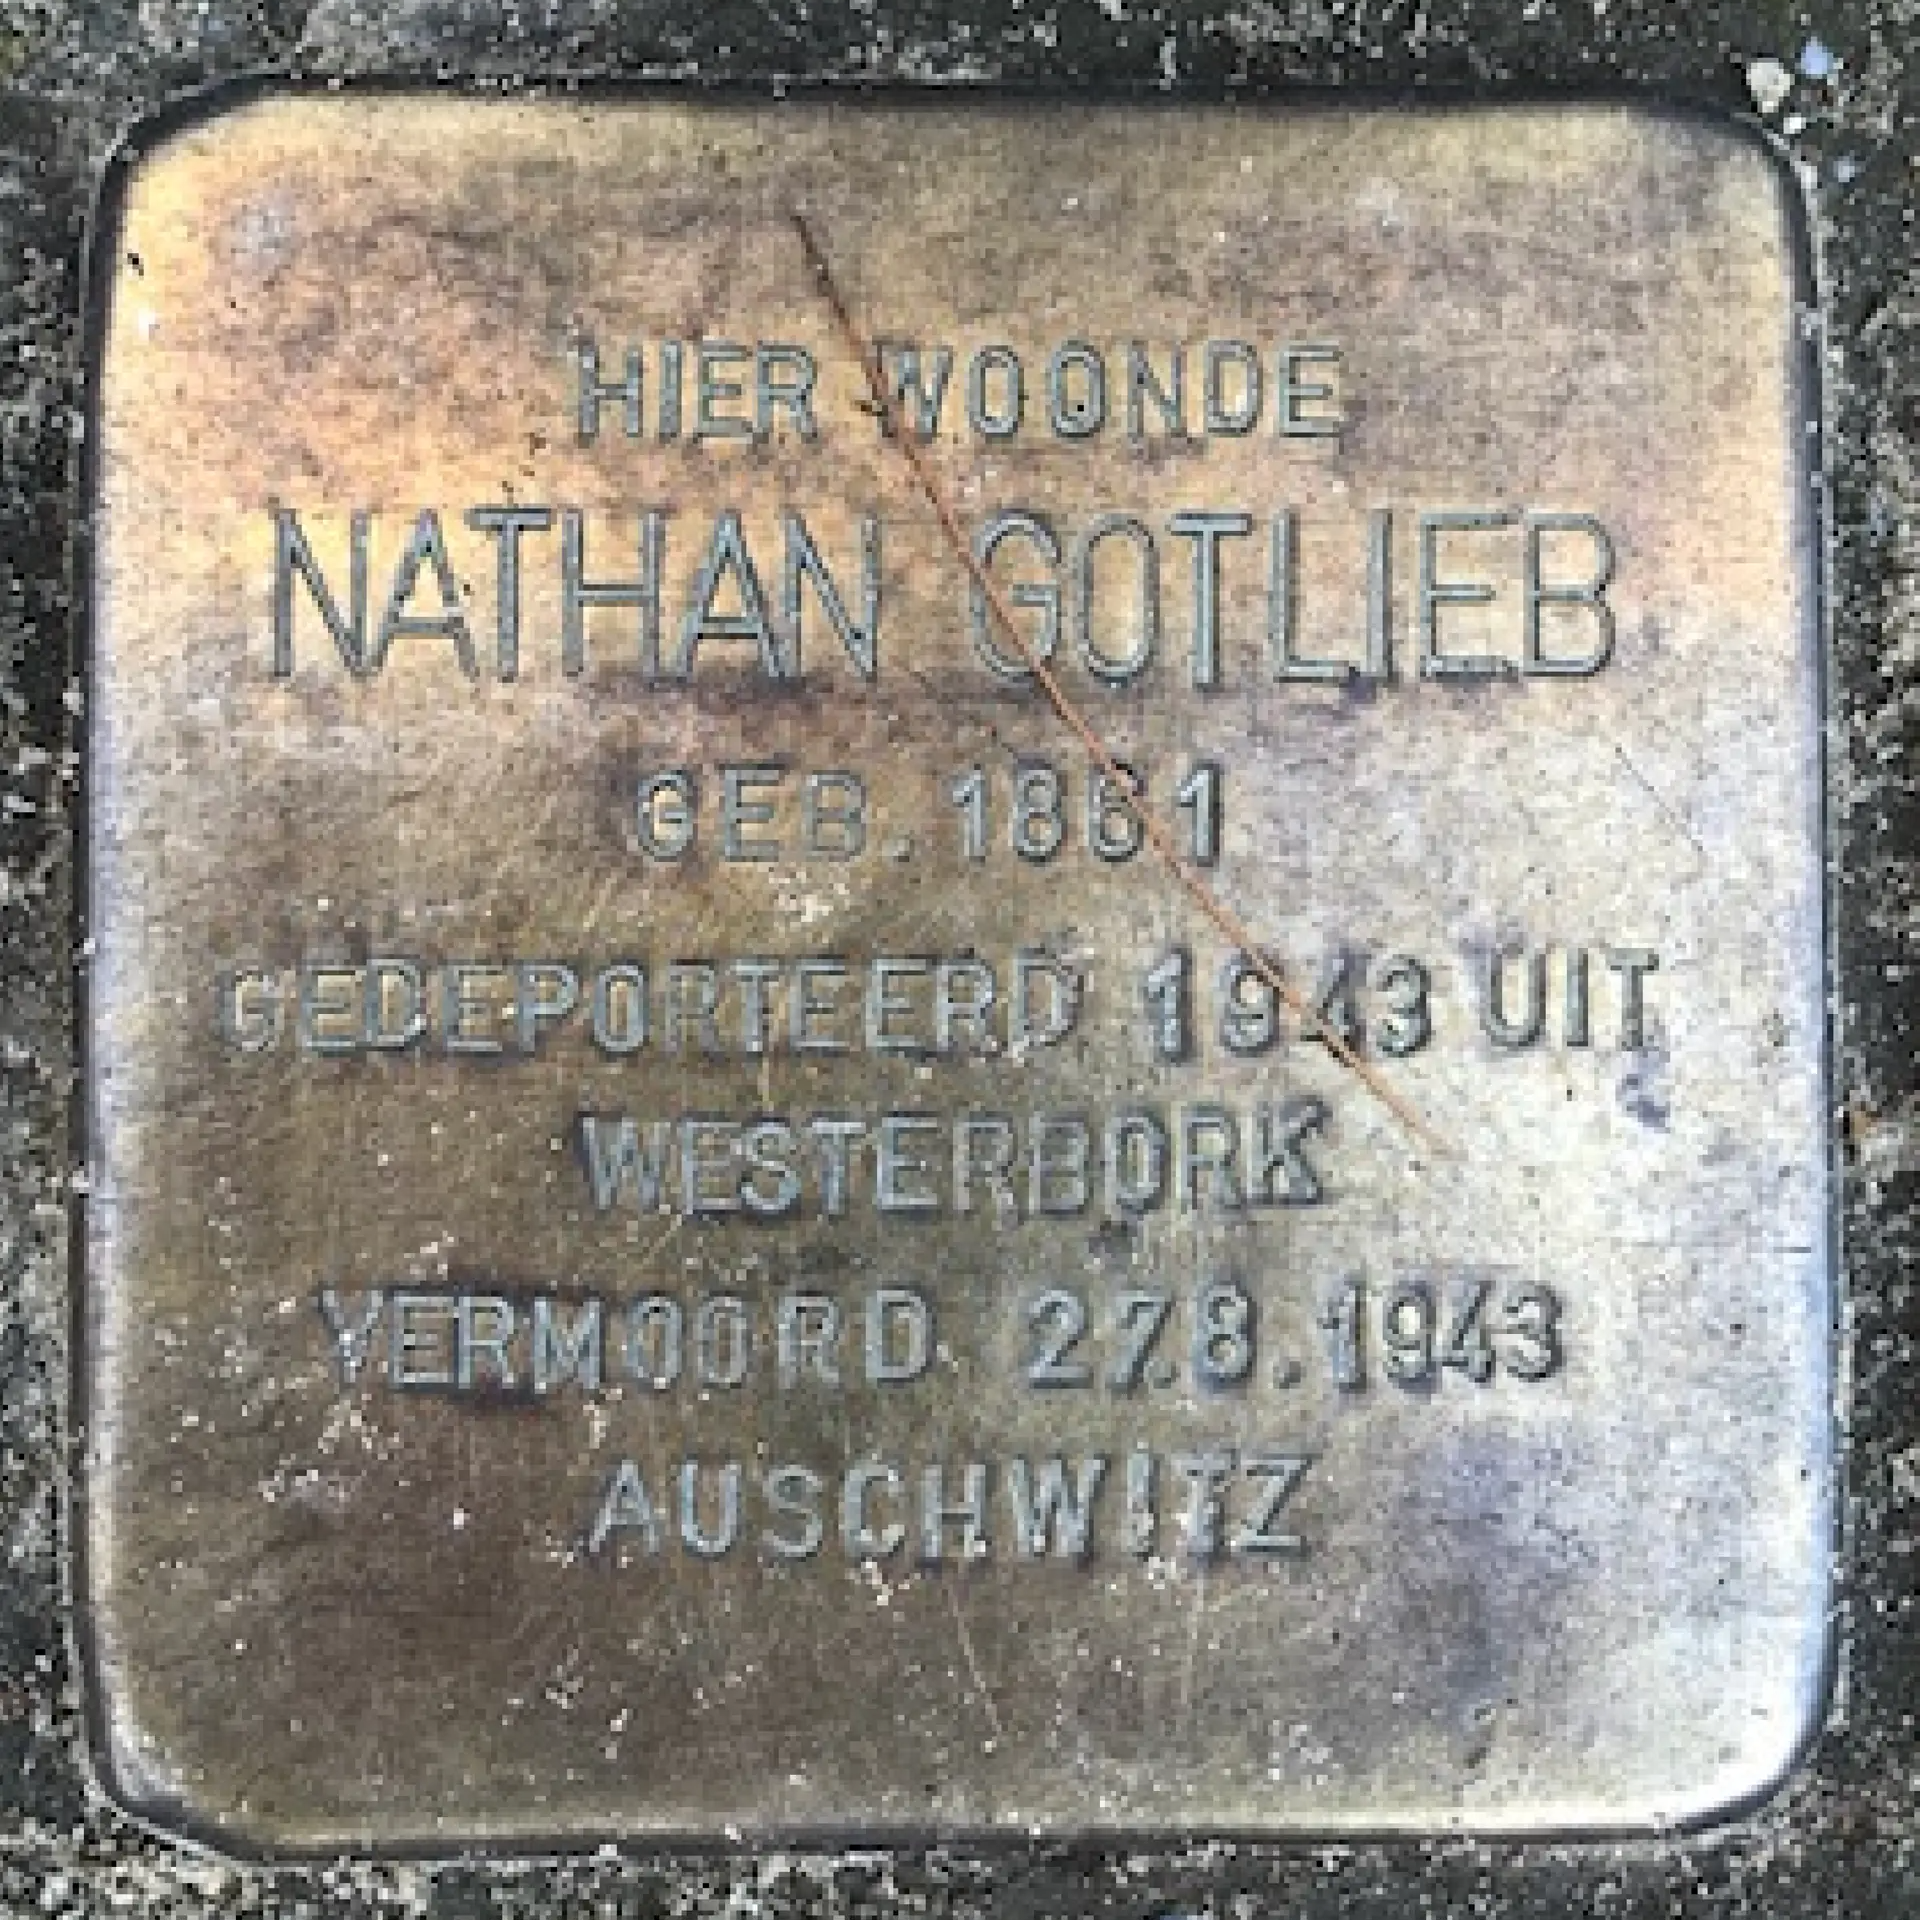 HIER WOONDE
NATHAN GOTLIEB
GEB. 1861
GEDEPORTEERD 1943 UIT
WESTERBORK
VERMOORD 27.8.1943
AUSCHWITZ